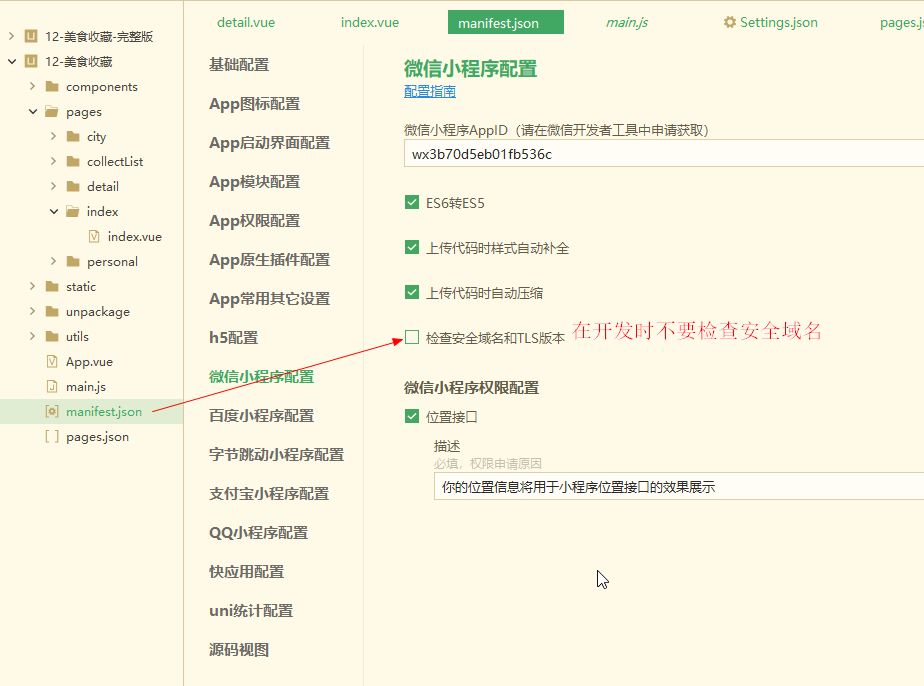 12-美食收藏-完整版
12-美食收藏
components
pages
city
collectList
detail
index
index.vue
personal
static
unpackage
utils
App.vue
main.js
manifest.json
pages.json
detail.vue
index.vue
manifest.json
main.js
Settings.json
pages.js
基础配置
App图标配置
App启动界面配置
App模块配置
App权限配置
App原生插件配置
App常用其它设置
h5配置
微信小程序配置
百度小程序配置
字节跳动小程序配置
支付宝小程序配置
QQ小程序配置
快应用配置
uni统计配置
源码视图
微信小程序配置
配置指南
微信小程序AppID（请在微信开发者工具中申请获取）
wx3b70d5eb01fb536c
ES6转ES5
上传代码时样式自动补全
上传代码时自动压缩
检查安全域名和TLS版本
在开发时不要检查安全域名
微信小程序权限配置
位置接口
描述
必填，权限申请原因
你的位置信息将用于小程序位置接口的效果展示